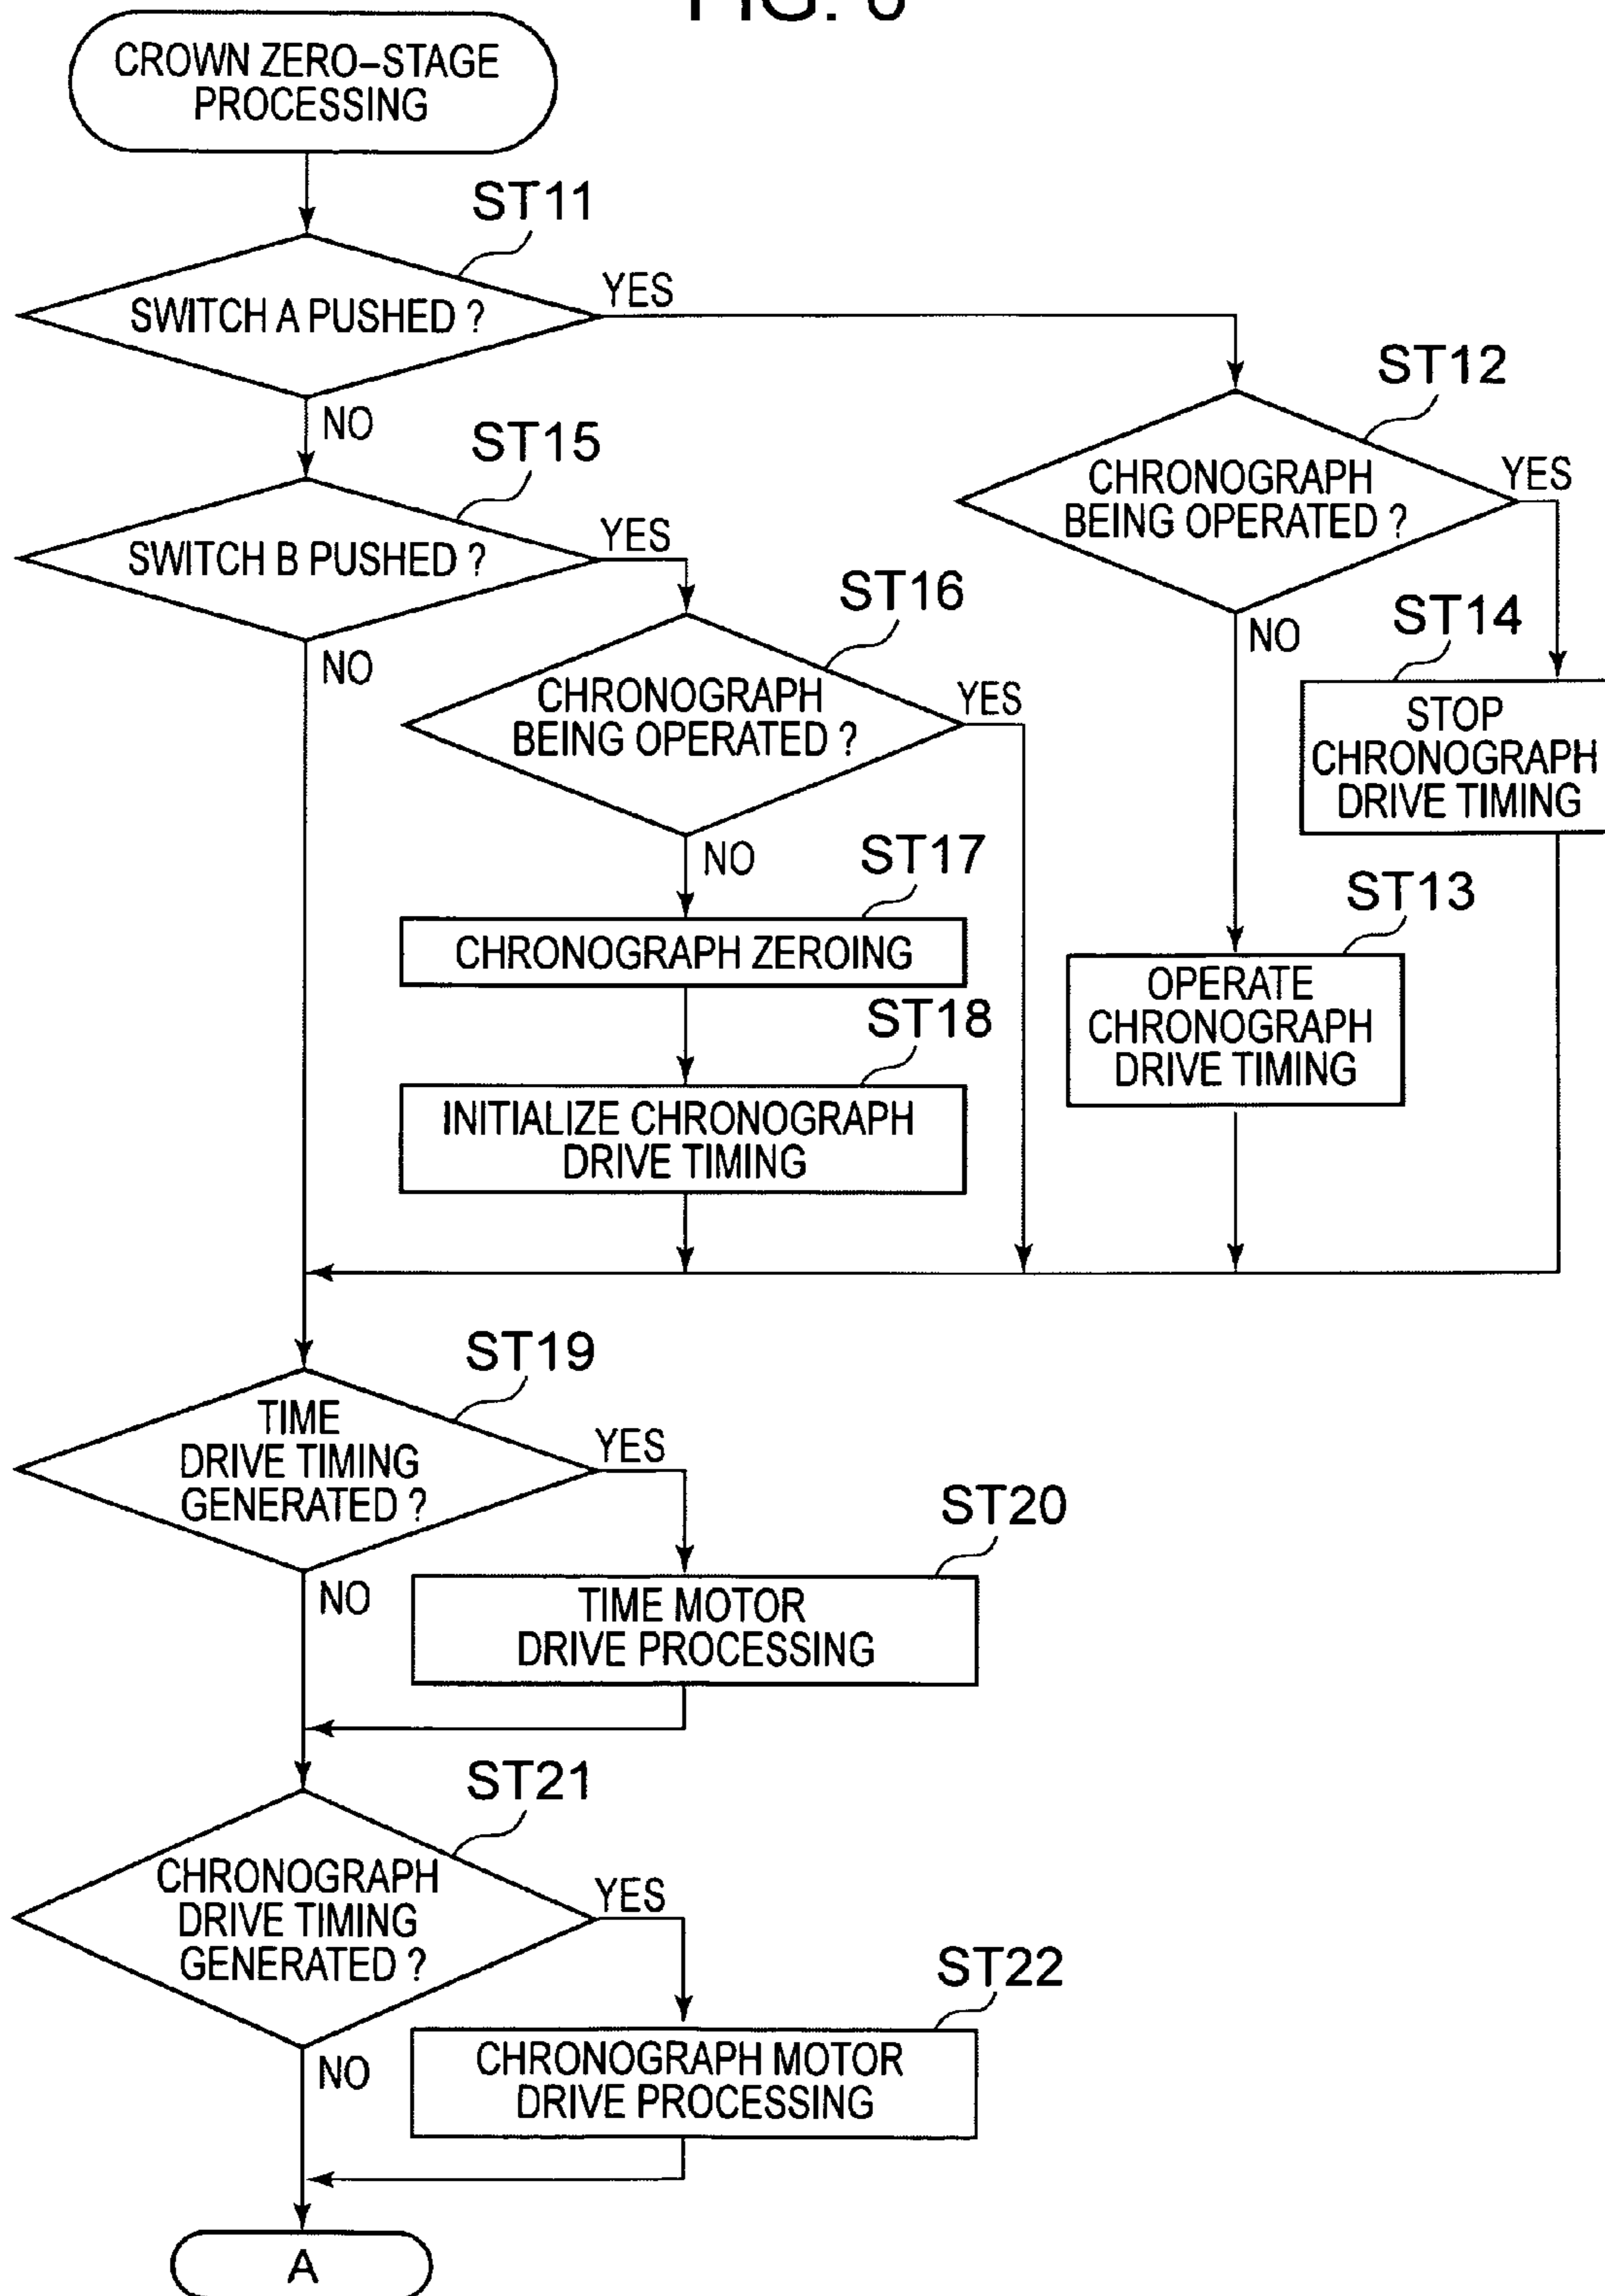 CROWN ZERO-STAGE
PROCESSING
ST11
SWITCH A PUSHED ?
YES
NO
ST12
CHRONOGRAPH
BEING OPERATED ?
YES
NO
ST14
STOP
CHRONOGRAPH
DRIVE TIMING
ST13
OPERATE
CHRONOGRAPH
DRIVE TIMING
ST15
SWITCH B PUSHED ?
YES
NO
ST16
CHRONOGRAPH
BEING OPERATED ?
YES
NO
ST17
CHRONOGRAPH ZEROING
ST18
INITIALIZE CHRONOGRAPH
DRIVE TIMING
ST19
TIME
DRIVE TIMING
GENERATED ?
YES
NO
ST20
TIME MOTOR
DRIVE PROCESSING
ST21
CHRONOGRAPH
DRIVE TIMING
GENERATED ?
YES
NO
ST22
CHRONOGRAPH MOTOR
DRIVE PROCESSING
A